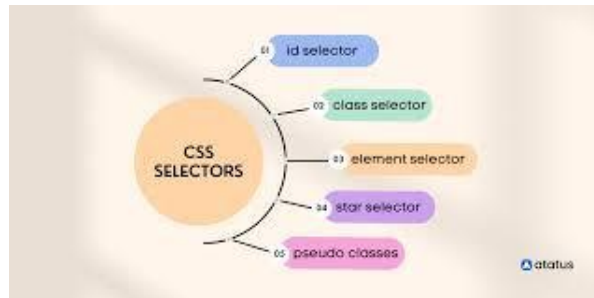 01 id selector
02 class selector
CSS
SELECTORS
03 element selector
04 star selector
05 pseudo classes
atatus